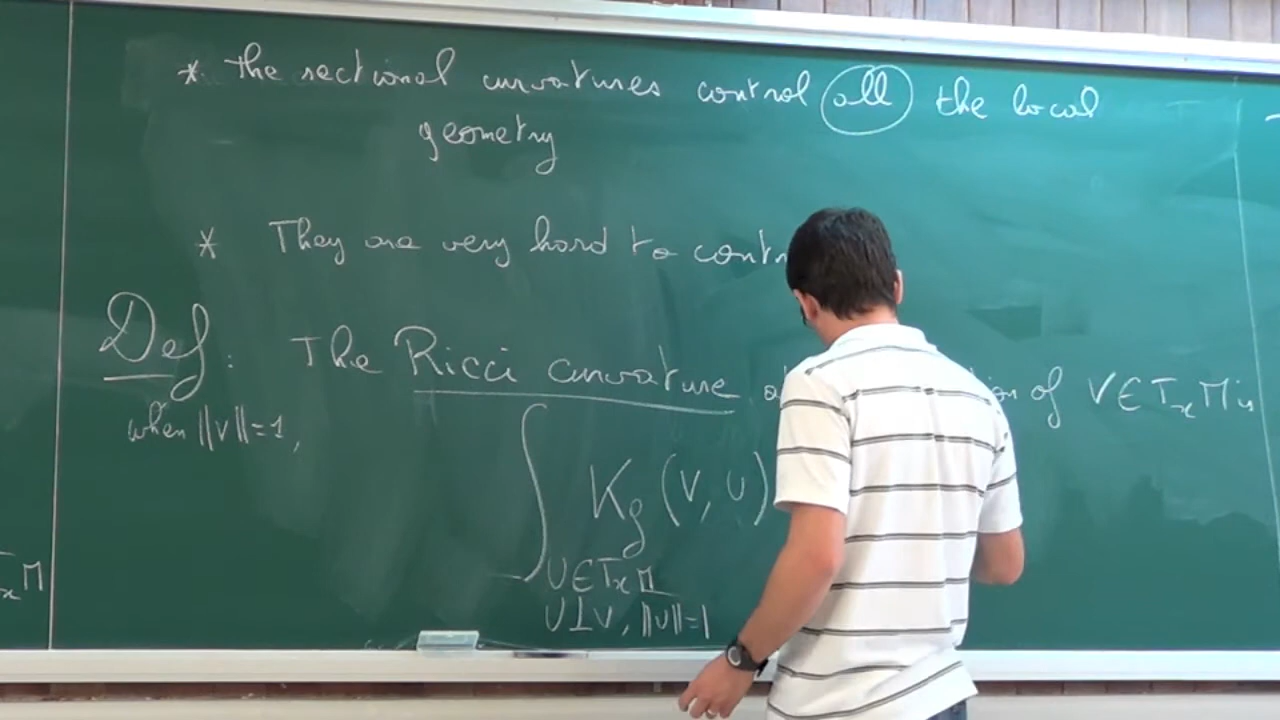 * the sectional curvatures control all the local
geometry
* They are very hard to contr
Def: The Ricci curvature of V∈TₓM is
when ||v||=1,
∫ K_g (V, U)
U∈TₓM
U⊥V, ||U||=1
ₓM